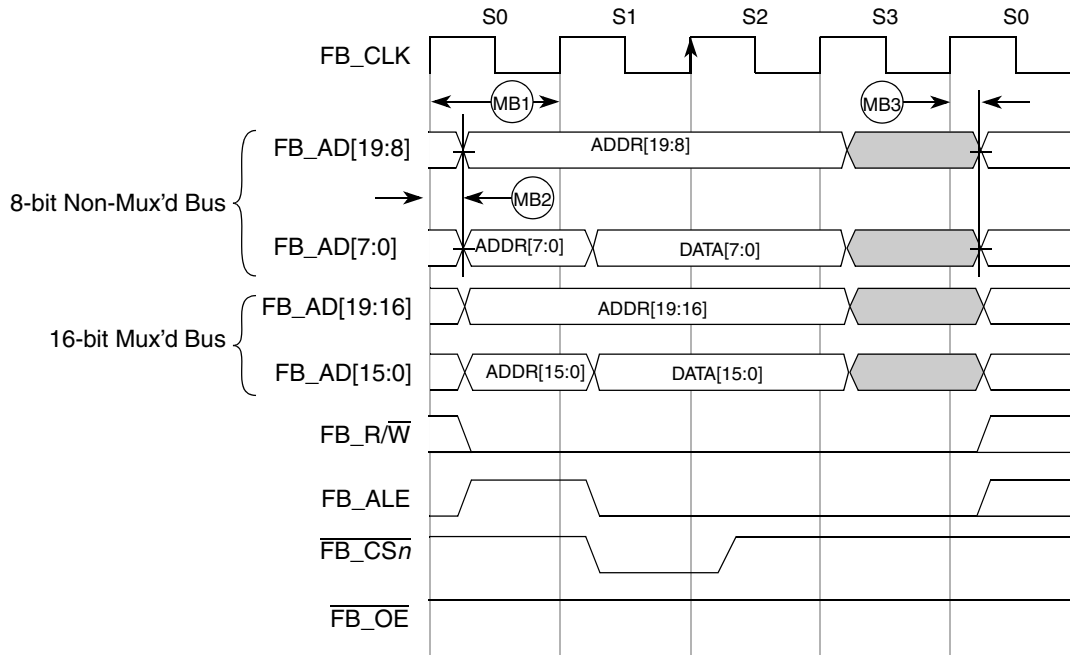 S0 S1 S2 S3 S0
FB_CLK
MB1 MB3
FB_AD[19:8] ADDR[19:8]
8-bit Non-Mux'd Bus
MB2
FB_AD[7:0] ADDR[7:0] DATA[7:0]
FB_AD[19:16] ADDR[19:16]
16-bit Mux'd Bus
FB_AD[15:0] ADDR[15:0] DATA[15:0]
FB_R/W̅
FB_ALE
F̅B̅_̅C̅S̅n̅
F̅B̅_̅O̅E̅